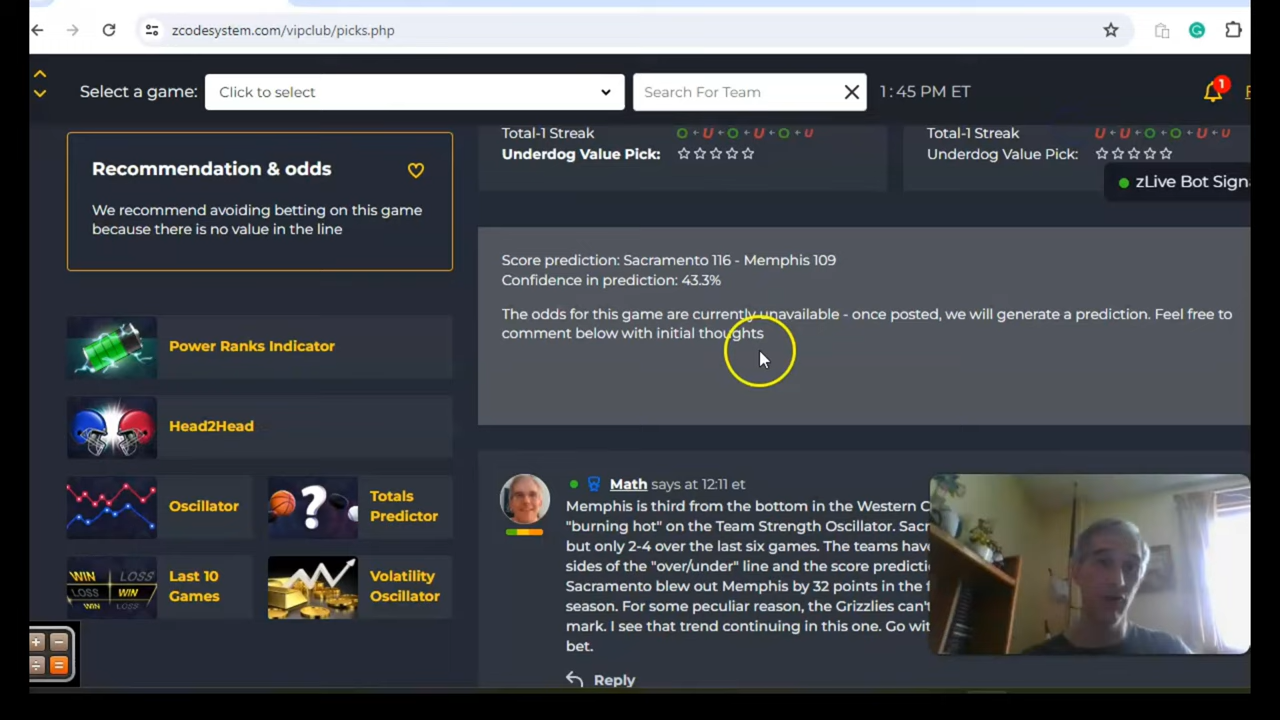 zcodesystem.com/vipclub/picks.php
Select a game:
Click to select
Search For Team
1:45 PM ET
1
Total-1 Streak
O U O U O U
Total-1 Streak
U U O O U U
Underdog Value Pick:
Underdog Value Pick:
zLive Bot Sign
Recommendation & odds
We recommend avoiding betting on this game
because there is no value in the line
Score prediction: Sacramento 116 - Memphis 109
Confidence in prediction: 43.3%
The odds for this game are currently unavailable - once posted, we will generate a prediction. Feel free to
comment below with initial thoughts
Power Ranks Indicator
Head2Head
Oscillator
Totals
Predictor
WIN LOSS
LOSS WIN
WIN LOSS
Last 10
Games
Volatility
Oscillator
Math says at 12:11 et
Memphis is third from the bottom in the Western
"burning hot" on the Team Strength Oscillator.
but only 2-4 over the last six games. The teams have
sides of the "over/under" line and the score
Sacramento blew out Memphis by 32 points in the
season. For some peculiar reason, the Grizzlies can't
mark. I see that trend continuing in this one. Go
bet.
Reply